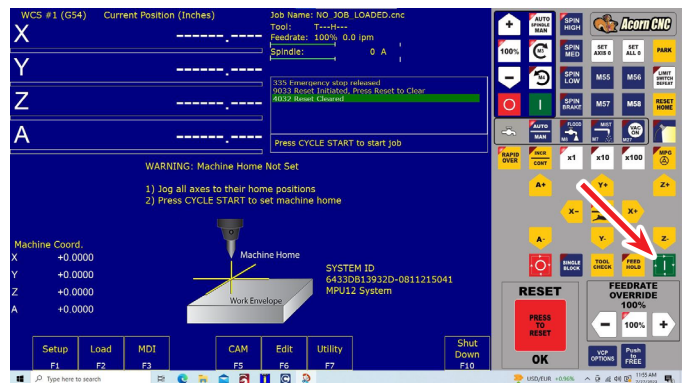 WCS #1 (G54) Current Position (Inches)
X ------.----
Y ------.----
Z ------.----
A ------.----
Job Name: NO_JOB_LOADED.cnc
Tool: T---H---
Feedrate: 100% 0.0 ipm
Spindle: 0 A
335 Emergency stop released
9033 Reset Initiated, Press Reset to Clear
4032 Reset Cleared
Press CYCLE START to start job
WARNING: Machine Home Not Set
1) Jog all axes to their home positions
2) Press CYCLE START to set machine home
Machine Home
Work Envelope
SYSTEM ID
6433DB13932D-0811215041
MPU12 System
Machine Coord.
X +0.0000
Y +0.0000
Z +0.0000
A +0.0000
Setup Load MDI CAM Edit Utility Shut Down
F1 F2 F3 F5 F6 F7 F10
Type here to search
USD/EUR +0.96%
11:55 AM
+ AUTO SPINDLE MAN SPIN HIGH Acorn CNC
100% M3 SPIN MED SET AXIS 0 SET ALL 0 PARK
- M4 SPIN LOW M55 M56 LIMIT SWITCH DEFEAT
SPIN BRAKE M57 M58 RESET HOME
AUTO MAN FLOOD M8 MIST M7 VAC ON
RAPID OVER INCR CONT x1 x10 x100 MPG
A+ Y+ Z+
X- X+
A- Y- Z-
SINGLE BLOCK TOOL CHECK FEED HOLD
RESET
PRESS TO RESET
OK
FEEDRATE OVERRIDE
100%
- 100% +
VCP OPTIONS Push to FREE